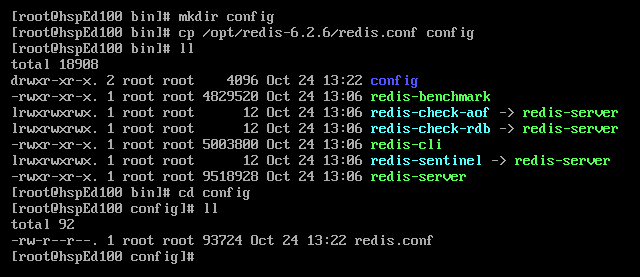 [root@hspEd100 bin]# mkdir config
[root@hspEd100 bin]# cp /opt/redis-6.2.6/redis.conf config
[root@hspEd100 bin]# ll
total 18908
drwxr-xr-x. 2 root root    4096 Oct 24 13:22 config
-rwxr-xr-x. 1 root root 4829520 Oct 24 13:06 redis-benchmark
lrwxrwxrwx. 1 root root      12 Oct 24 13:06 redis-check-aof -> redis-server
lrwxrwxrwx. 1 root root      12 Oct 24 13:06 redis-check-rdb -> redis-server
-rwxr-xr-x. 1 root root 5003800 Oct 24 13:06 redis-cli
lrwxrwxrwx. 1 root root      12 Oct 24 13:06 redis-sentinel -> redis-server
-rwxr-xr-x. 1 root root 9518928 Oct 24 13:06 redis-server
[root@hspEd100 bin]# cd config
[root@hspEd100 config]# ll
total 92
-rw-r--r--. 1 root root 93724 Oct 24 13:22 redis.conf
[root@hspEd100 config]#